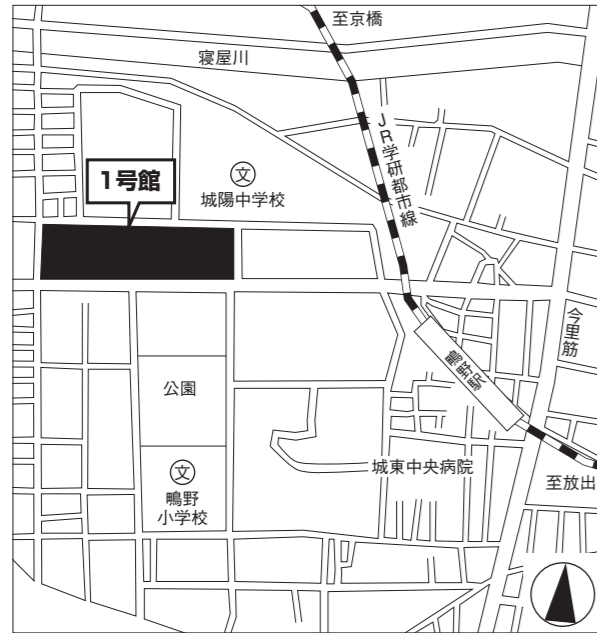 至京橋
寝屋川
JR学研都市線
文
城陽中学校
1号館
今里筋
鴫野駅
公園
城東中央病院
文
鴫野
小学校
至放出